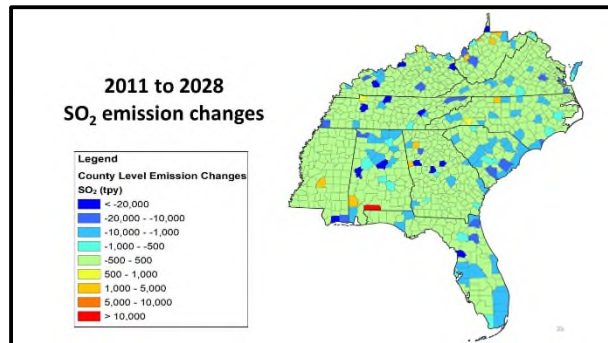 2011 to 2028
SO₂ emission changes
Legend
County Level Emission Changes
SO₂ (tpy)
< -20,000
-20,000 - -10,000
-10,000 - -1,000
-1,000 - -500
-500 - 500
500 - 1,000
1,000 - 5,000
5,000 - 10,000
> 10,000